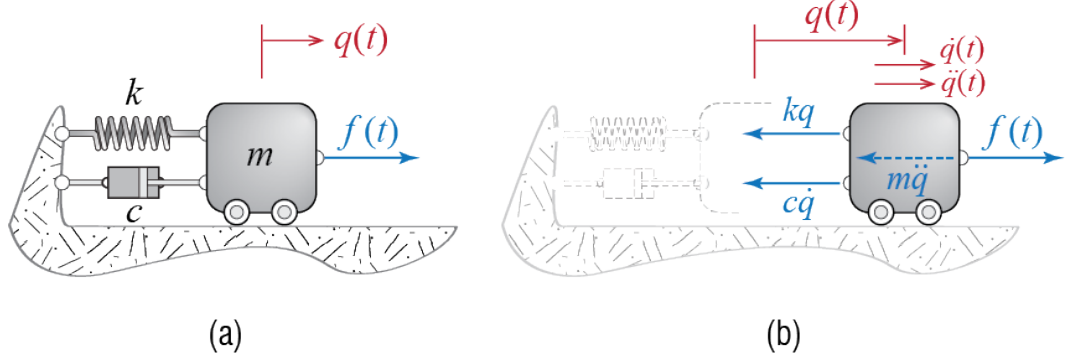 q(t)
k
m
f(t)
c
(a)
q(t)
q̇(t)
q̈(t)
kq
f(t)
mq̈
cq̇
(b)